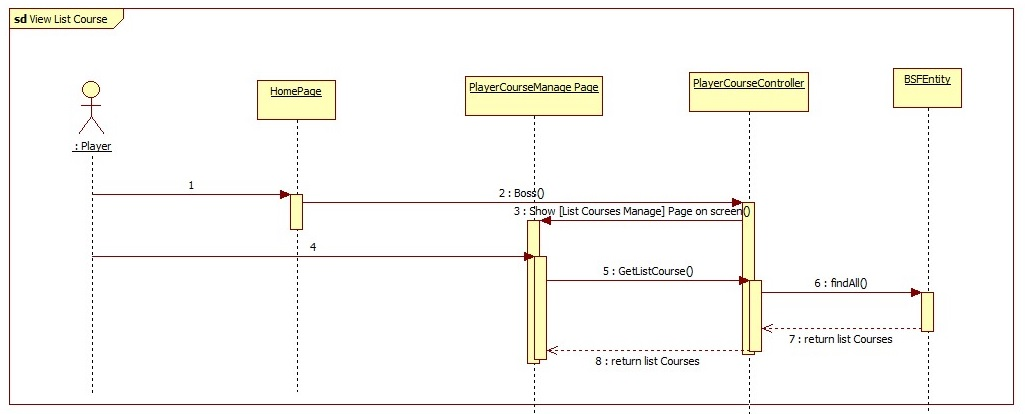 sd View List Course
: Player
HomePage
PlayerCourseManage Page
PlayerCourseController
BSFEntity
1
2 : Boss()
3 : Show [List Courses Manage] Page on screen()
4
5 : GetListCourse()
6 : findAll()
7 : return list Courses
8 : return list Courses